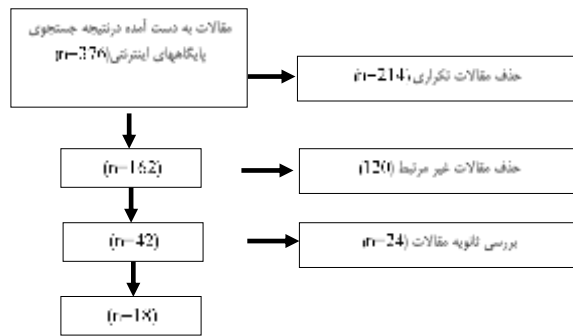 مقالات به دست آمده درنتیجه جستجوی
پایگاههای اینترنتی(n=376)
حذف مقالات تکراری (n=214)
(n=162)
حذف مقالات غیر مرتبط (120)
(n=42)
بررسی ثانویه مقالات (n=24)
(n=18)